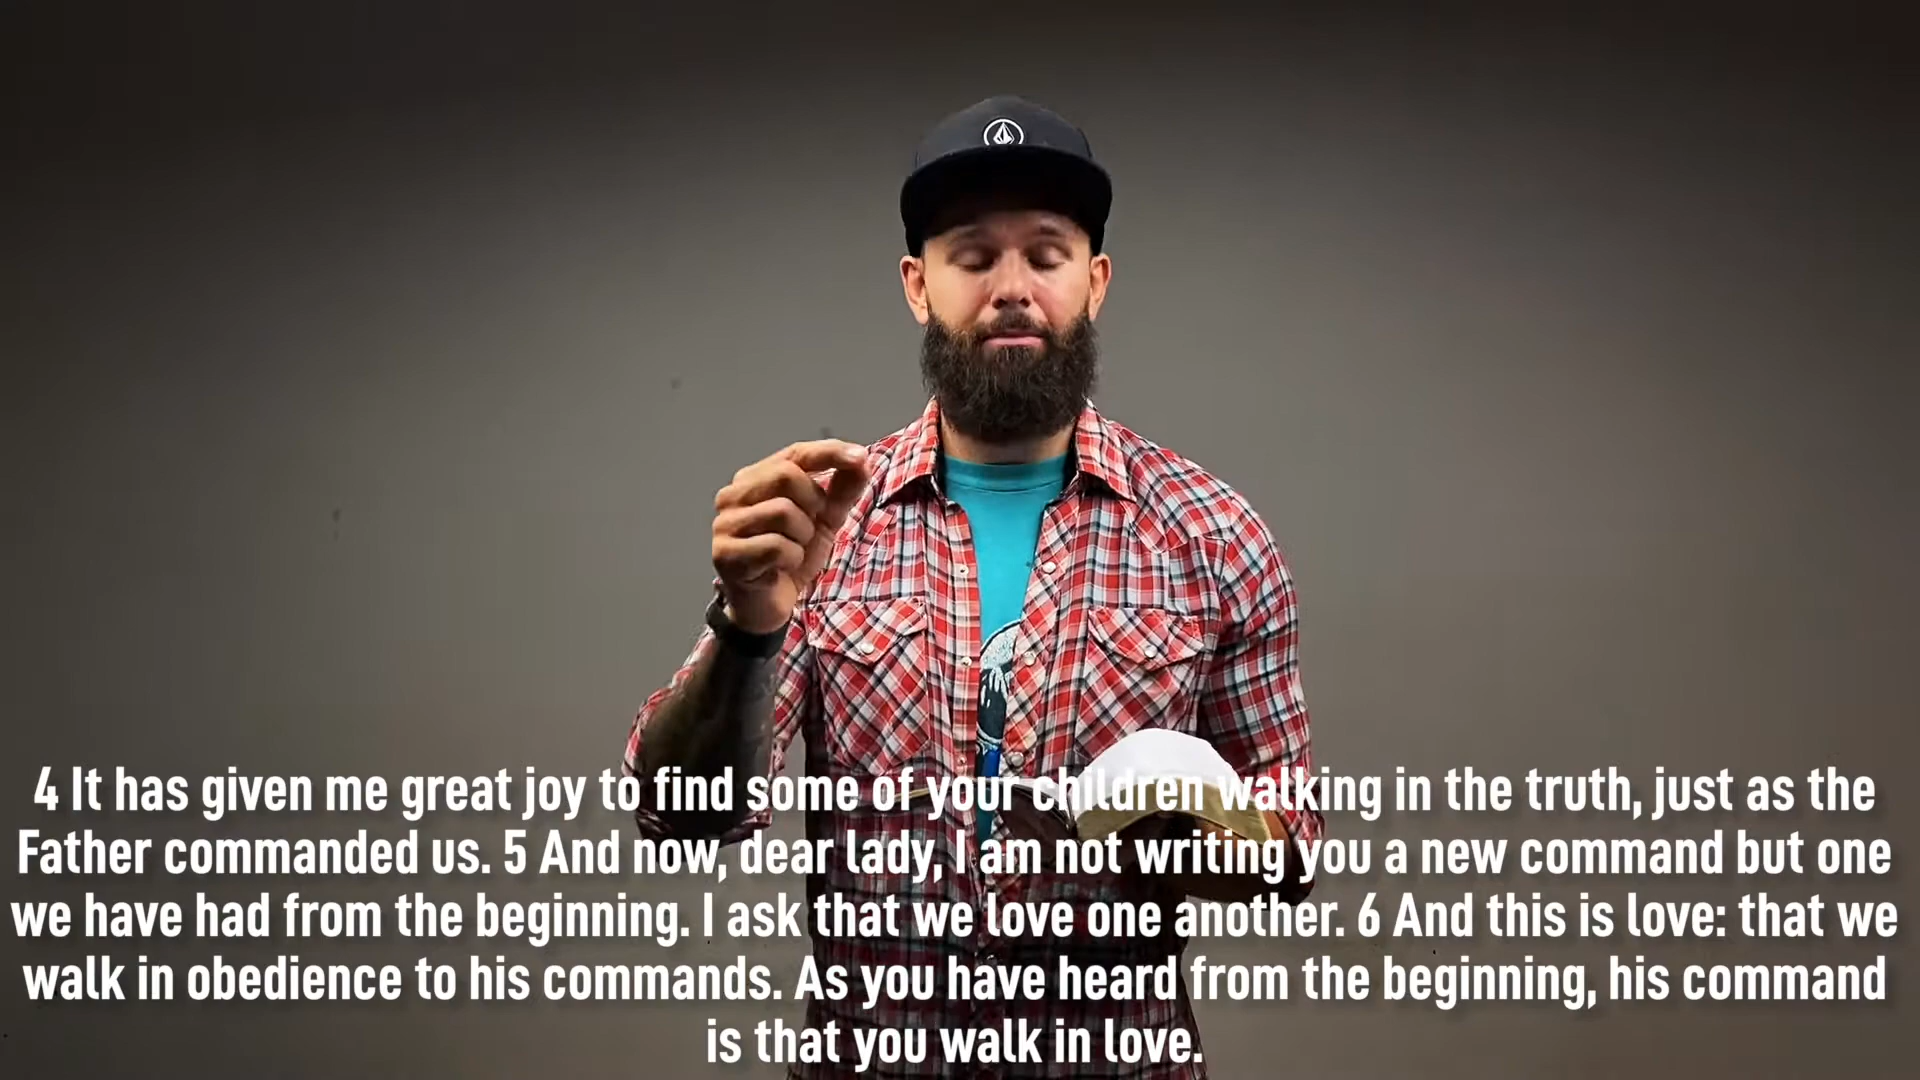 4 It has given me great joy to find some of your children walking in the truth, just as the
Father commanded us. 5 And now, dear lady, I am not writing you a new command but one
we have had from the beginning. I ask that we love one another. 6 And this is love: that we
walk in obedience to his commands. As you have heard from the beginning, his command
is that you walk in love.